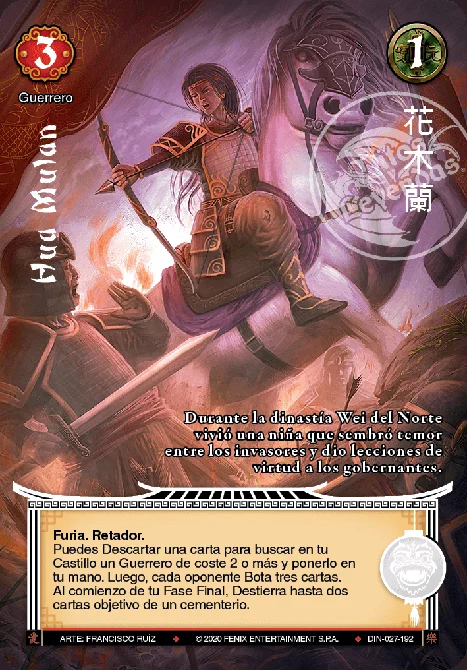 3
1
Guerrero
Hua Mulan
花木蘭
Durante la dinastía Wei del Norte
vivió una niña que sembró temor
entre los invasores y dio lecciones de
virtud a los gobernantes.
Furia. Retador.
Puedes Descartar una carta para buscar en tu
Castillo un Guerrero de coste 2 o más y ponerlo en
tu mano. Luego, cada oponente Bota tres cartas.
Al comienzo de tu Fase Final, Destierra hasta dos
cartas objetivo de un cementerio.
ARTE: FRANCISCO RUÍZ ◆ © 2020 FENIX ENTERTAINMENT S.P.A. ◆ DIN-027-192